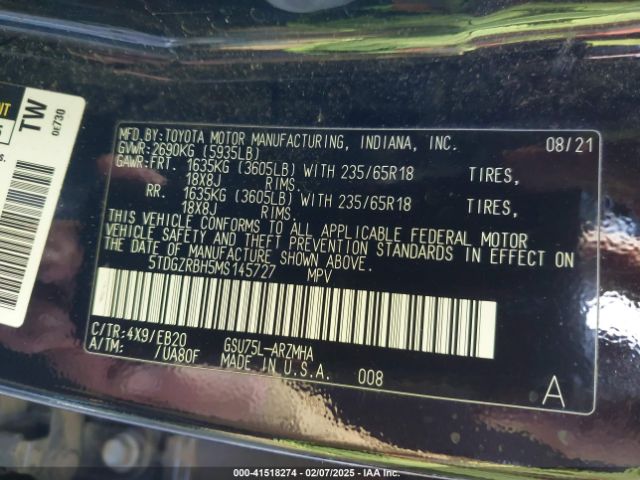 TW
0E730
MFD.BY:TOYOTA MOTOR MANUFACTURING, INDIANA, INC. 08/21
GVWR:2690KG (5935LB)
GAWR:FRT. 1635KG (3605LB) WITH 235/65R18 TIRES,
18X8J RIMS.
RR. 1635KG (3605LB) WITH 235/65R18 TIRES,
18X8J RIMS.
THIS VEHICLE CONFORMS TO ALL APPLICABLE FEDERAL MOTOR
VEHICLE SAFETY AND THEFT PREVENTION STANDARDS IN EFFECT ON
THE DATE OF MANUFACTURE SHOWN ABOVE.
5TDGZRBH5MS145727 MPV
C/TR:4X9/EB20 GSU75L-ARZMHA
A/TM: /UA80F MADE IN U.S.A. 008
A
000-41518274 - 02/07/2025 - IAA Inc.